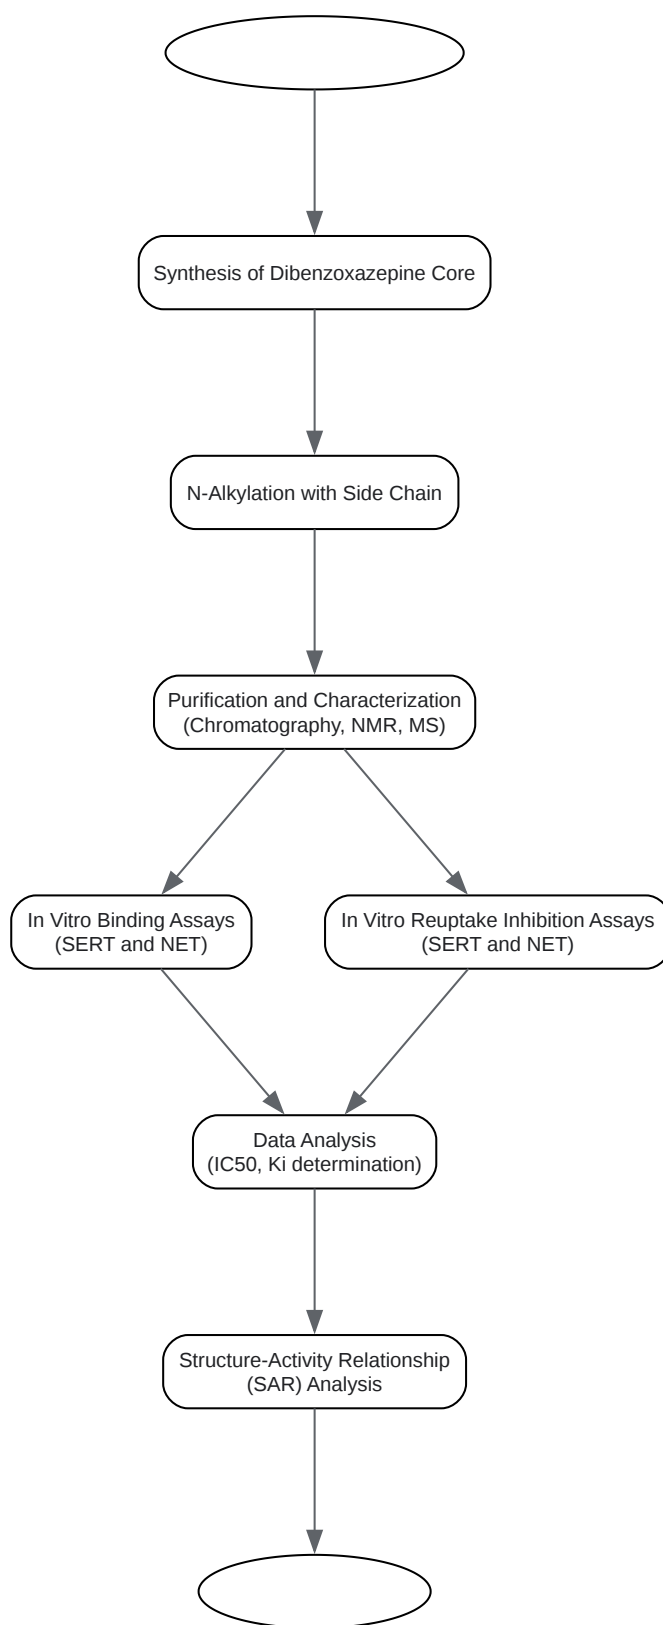 Synthesis of Dibenzoxazepine Core
N-Alkylation with Side Chain
Purification and Characterization
(Chromatography, NMR, MS)
In Vitro Binding Assays
(SERT and NET)
In Vitro Reuptake Inhibition Assays
(SERT and NET)
Data Analysis
(IC50, Ki determination)
Structure-Activity Relationship
(SAR) Analysis